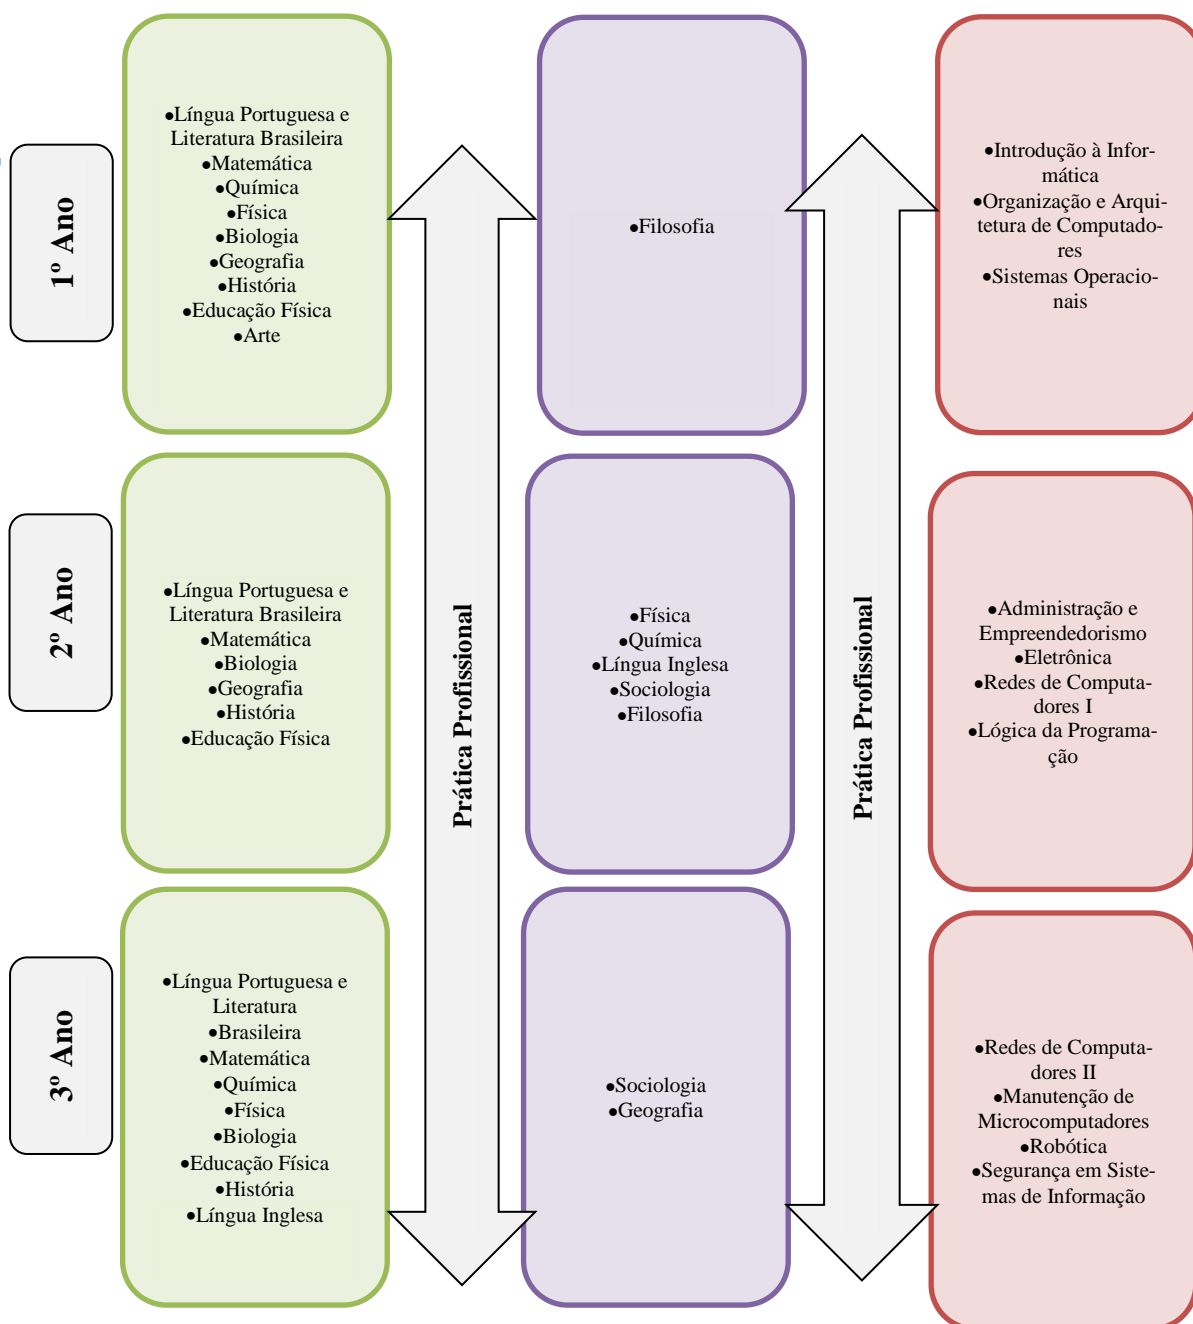 1º Ano
●Língua Portuguesa e
Literatura Brasileira
●Matemática
●Química
●Física
●Biologia
●Geografia
●História
●Educação Física
●Arte
●Filosofia
●Introdução à Infor-
mática
●Organização e Arqui-
tetura de Computado-
res
●Sistemas Operacio-
nais
2º Ano
●Língua Portuguesa e
Literatura Brasileira
●Matemática
●Biologia
●Geografia
●História
●Educação Física
Prática Profissional
●Física
●Química
●Língua Inglesa
●Sociologia
●Filosofia
Prática Profissional
●Administração e
Empreendedorismo
●Eletrônica
●Redes de Computa-
dores I
●Lógica da Programa-
ção
3º Ano
●Língua Portuguesa e
Literatura
●Brasileira
●Matemática
●Química
●Física
●Biologia
●Educação Física
●História
●Língua Inglesa
●Sociologia
●Geografia
●Redes de Computa-
dores II
●Manutenção de
Microcomputadores
●Robótica
●Segurança em Siste-
mas de Informação